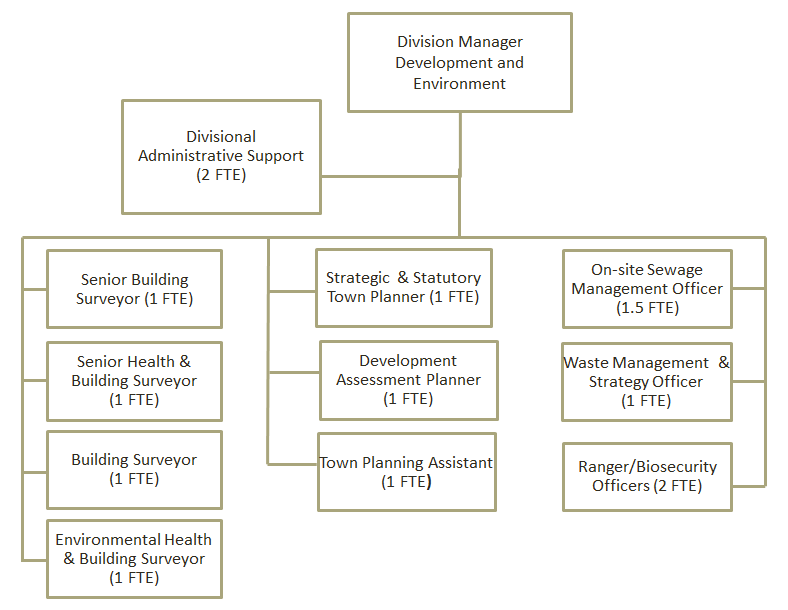 Division Manager
Development and
Environment
Divisional
Administrative Support
(2 FTE)
Senior Building
Surveyor (1 FTE)
Senior Health &
Building Surveyor
(1 FTE)
Building Surveyor
(1 FTE)
Environmental Health
& Building Surveyor
(1 FTE)
Strategic & Statutory
Town Planner (1 FTE)
Development
Assessment Planner
(1 FTE)
Town Planning Assistant
(1 FTE)
On-site Sewage
Management Officer
(1.5 FTE)
Waste Management &
Strategy Officer
(1 FTE)
Ranger/Biosecurity
Officers (2 FTE)